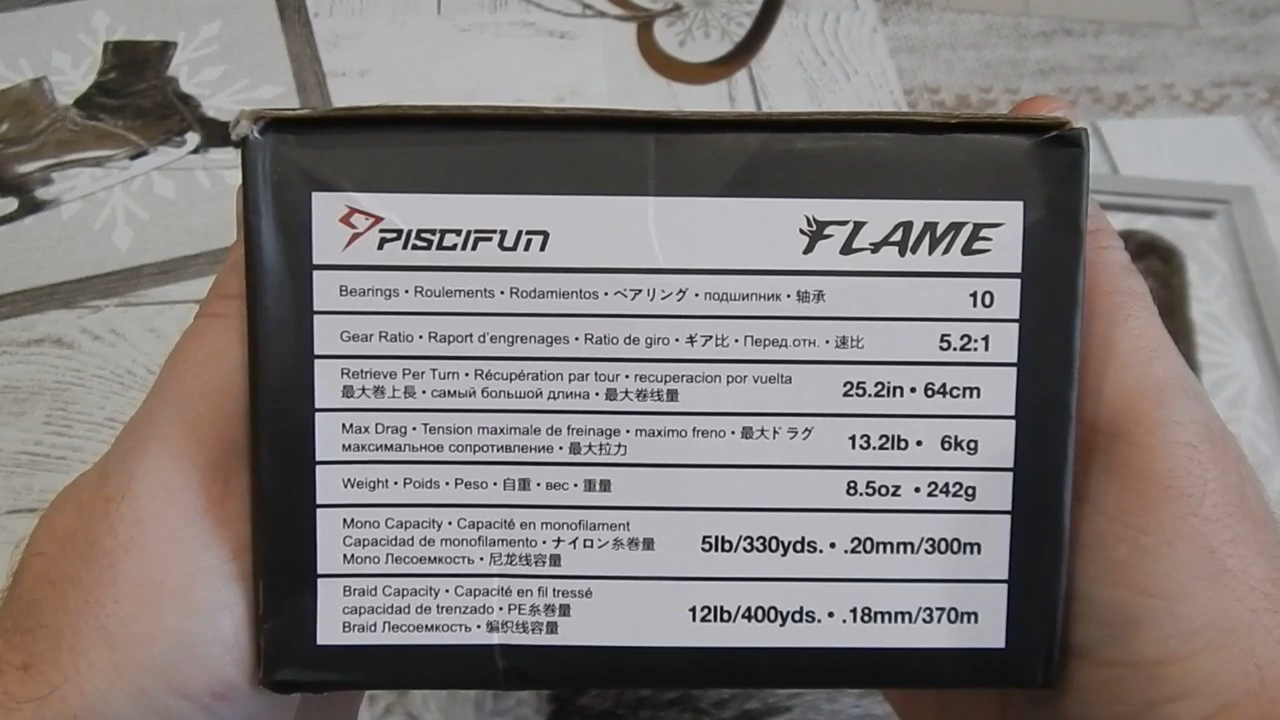 PISCIFUN
FLAME
Bearings • Roulements • Rodamientos • ベアリング • подшипник • 轴承
10
Gear Ratio • Raport d'engrenages • Ratio de giro • ギア比 • Перед.отн. • 速比
5.2:1
Retrieve Per Turn • Récupération par tour • recuperacion por vuelta
最大巻上長 • самый большой длина • 最大卷线量
25.2in • 64cm
Max Drag • Tension maximale de freinage • maximo freno • 最大ドラグ
максимальное сопротивление • 最大拉力
13.2lb • 6kg
Weight • Poids • Peso • 自重 • вес • 重量
8.5oz • 242g
Mono Capacity • Capacité en monofilament
Capacidad de monofilamento • ナイロン糸巻量
Mono Лесоемкость • 尼龙线容量
5lb/330yds. • .20mm/300m
Braid Capacity • Capacité en fil tressé
capacidad de trenzado • PE糸巻量
Braid Лесоемкость • 编织线容量
12lb/400yds. • .18mm/370m